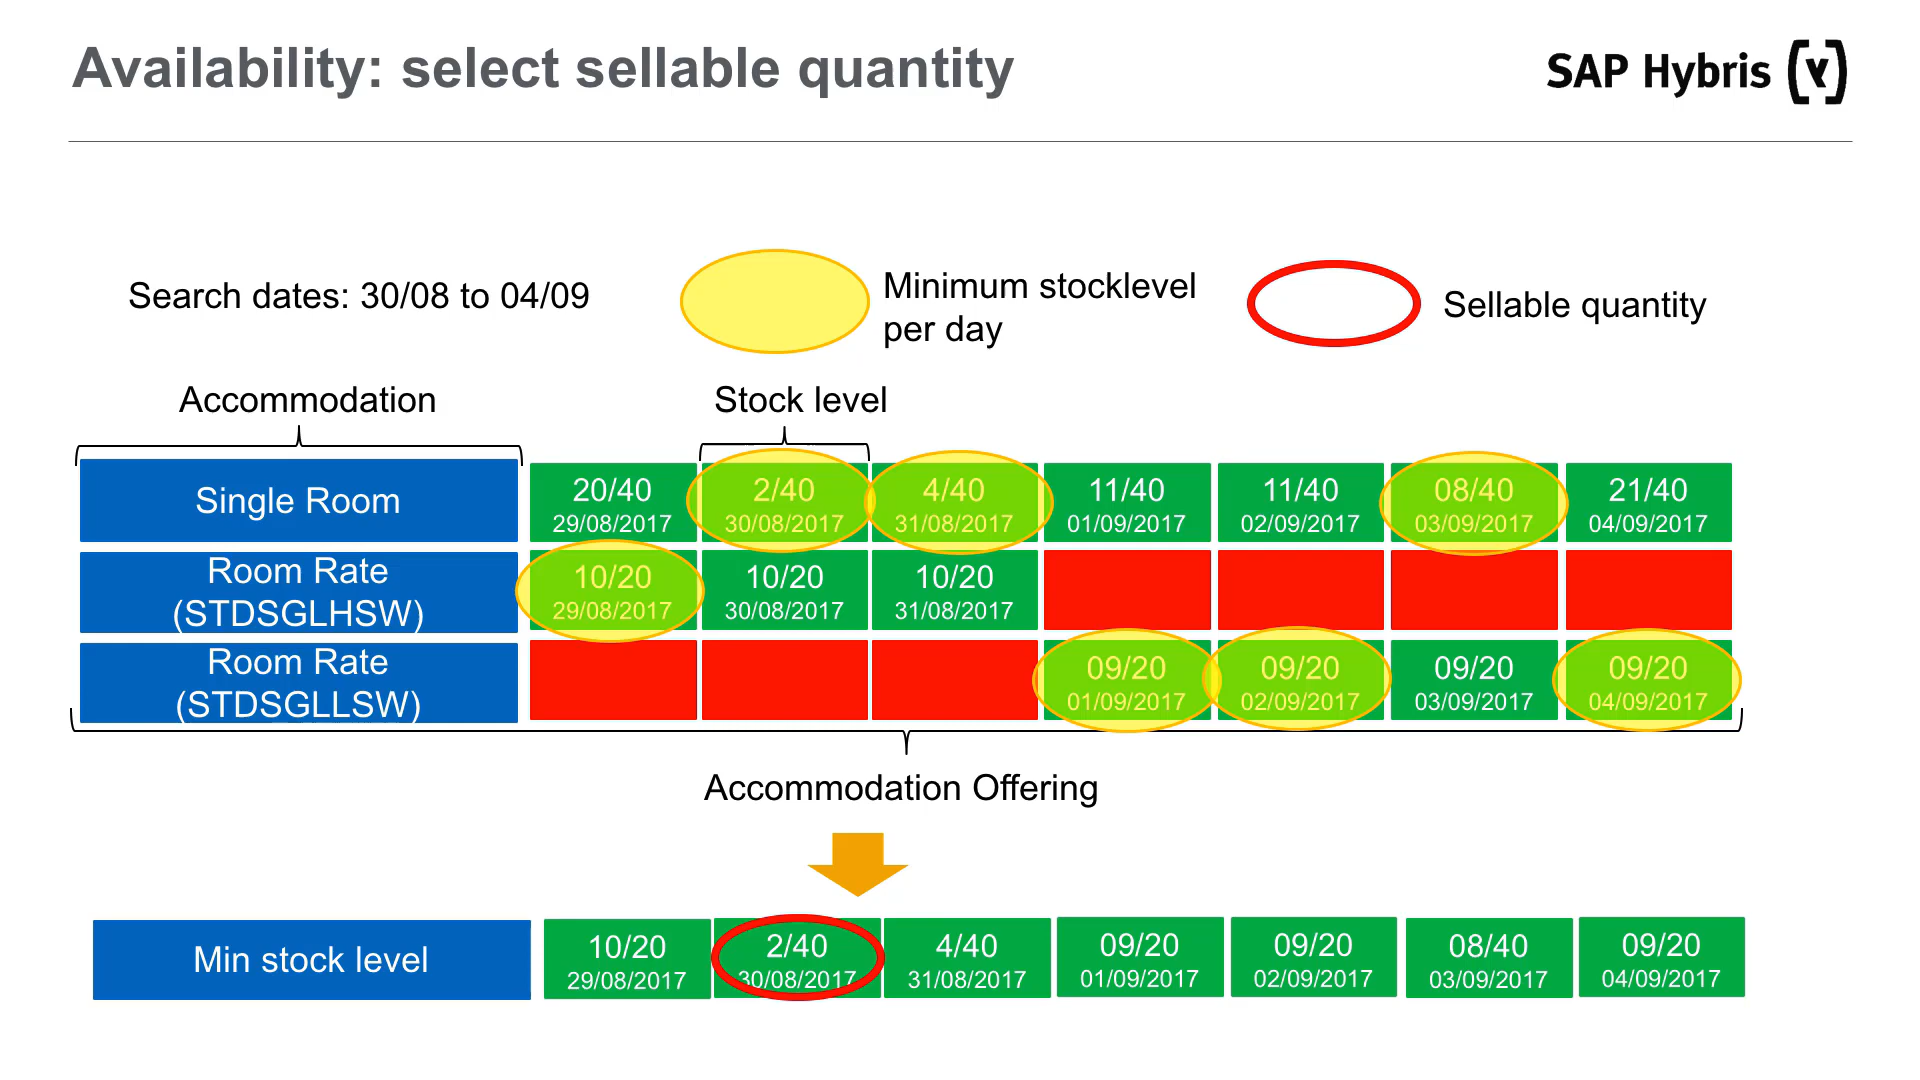 Availability: select sellable quantity
SAP Hybris
Search dates: 30/08 to 04/09
Minimum stocklevel
per day
Sellable quantity
Accommodation
Stock level
Single Room
20/40
29/08/2017
2/40
30/08/2017
4/40
31/08/2017
11/40
01/09/2017
11/40
02/09/2017
08/40
03/09/2017
21/40
04/09/2017
Room Rate
(STDSGLHSW)
10/20
29/08/2017
10/20
30/08/2017
10/20
31/08/2017
Room Rate
(STDSGLLSW)
09/20
01/09/2017
09/20
02/09/2017
09/20
03/09/2017
09/20
04/09/2017
Accommodation Offering
Min stock level
10/20
29/08/2017
2/40
30/08/2017
4/40
31/08/2017
09/20
01/09/2017
09/20
02/09/2017
08/40
03/09/2017
09/20
04/09/2017